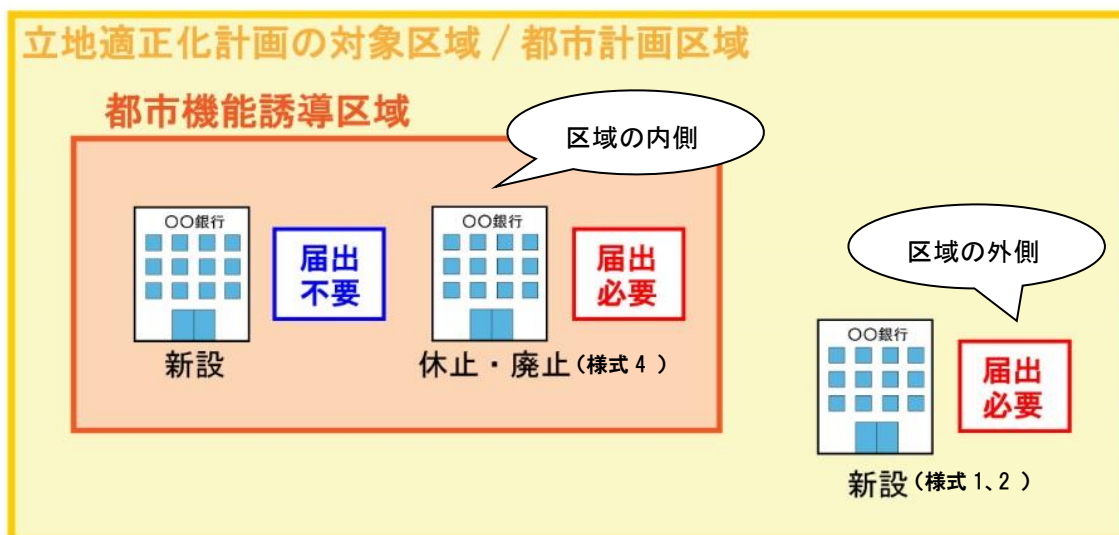 立地適正化計画の対象区域 / 都市計画区域
都市機能誘導区域
区域の内側
〇〇銀行
届出
不要
新設
〇〇銀行
届出
必要
休止・廃止(様式4 )
区域の外側
〇〇銀行
届出
必要
新設(様式1、2 )